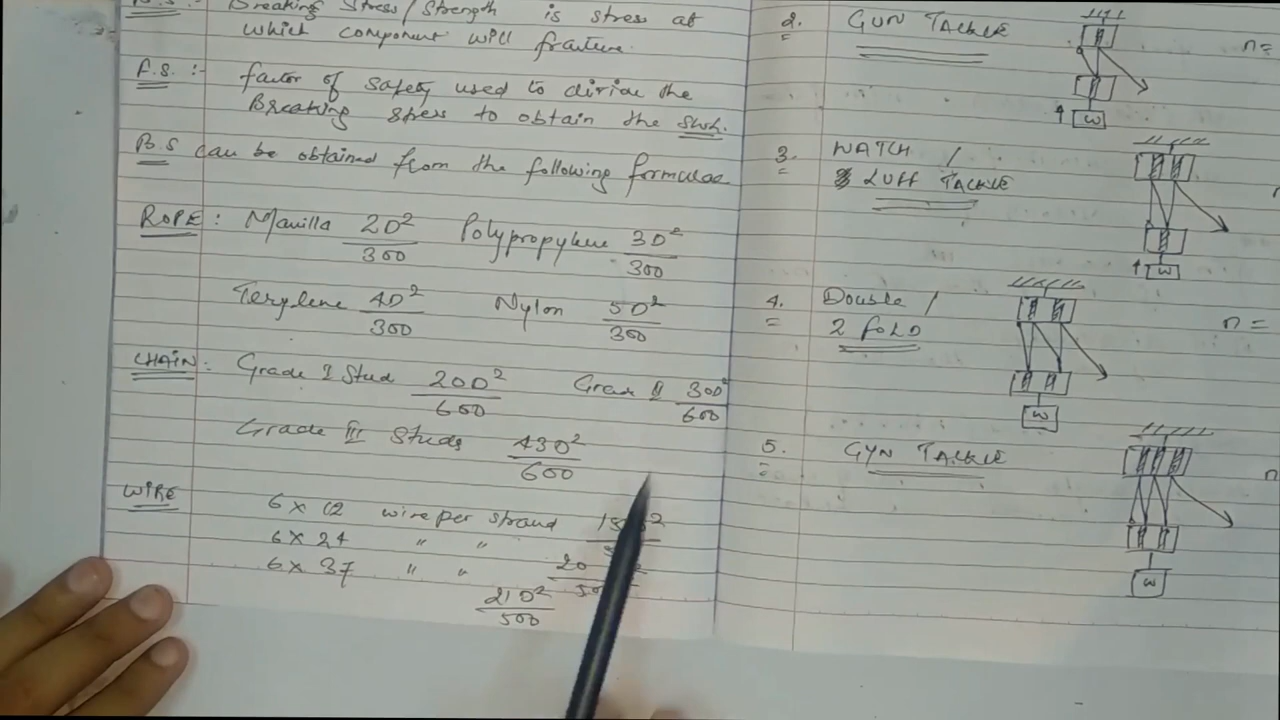 Breaking Stress/Strength is stress at
which component will fracture.
F.S. :- factor of safety used to divide the
Breaking stress to obtain the
B.S can be obtained from the following formulae
ROPE : Manilla 2D²/300 Polypropylene 3D²/300
Terylene 4D²/300 Nylon 5D²/300
CHAIN: Grade I Stud 20D²/600 Grade II 30D²/600
Grade III Studs 43D²/600
WIRE 6 x 12 wire per strand
6 x 24 " "
6 x 37 " " 21D²/500
2. GUN TACKLE n=
W
3. WATCH /
LUFF TACKLE
W
4. Double /
2 FOLD n =
W
5. GYN TACKLE n
W